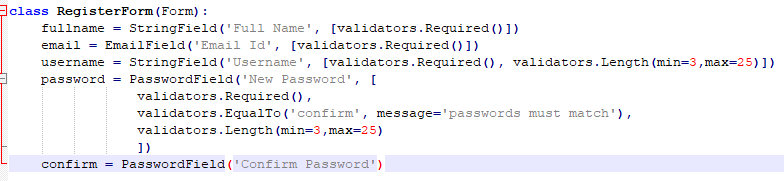 class RegisterForm(Form):
    fullname = StringField('Full Name', [validators.Required()])
    email = EmailField('Email Id', [validators.Required()])
    username = StringField('Username', [validators.Required(), validators.Length(min=3,max=25)])
    password = PasswordField('New Password', [
                validators.Required(),
                validators.EqualTo('confirm', message='passwords must match'),
                validators.Length(min=3,max=25)
                ])
    confirm = PasswordField('Confirm Password')